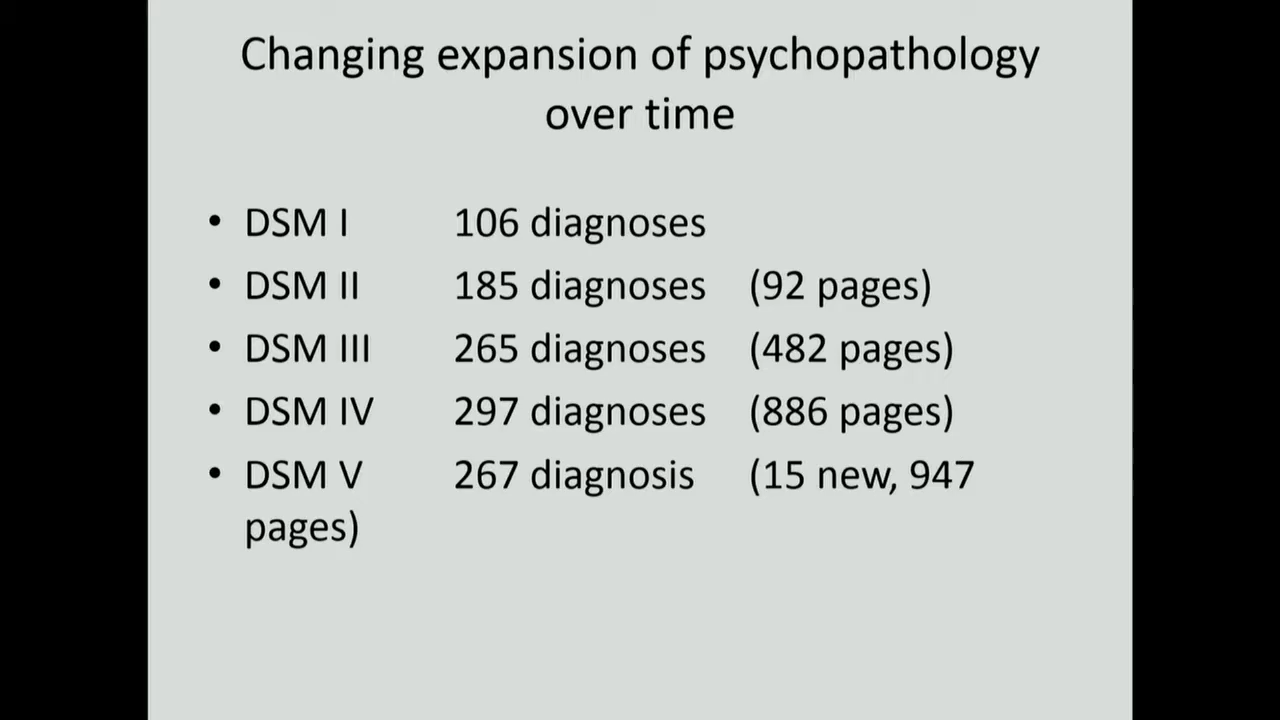 Changing expansion of psychopathology
over time
• DSM I 106 diagnoses
• DSM II 185 diagnoses (92 pages)
• DSM III 265 diagnoses (482 pages)
• DSM IV 297 diagnoses (886 pages)
• DSM V 267 diagnosis (15 new, 947
pages)